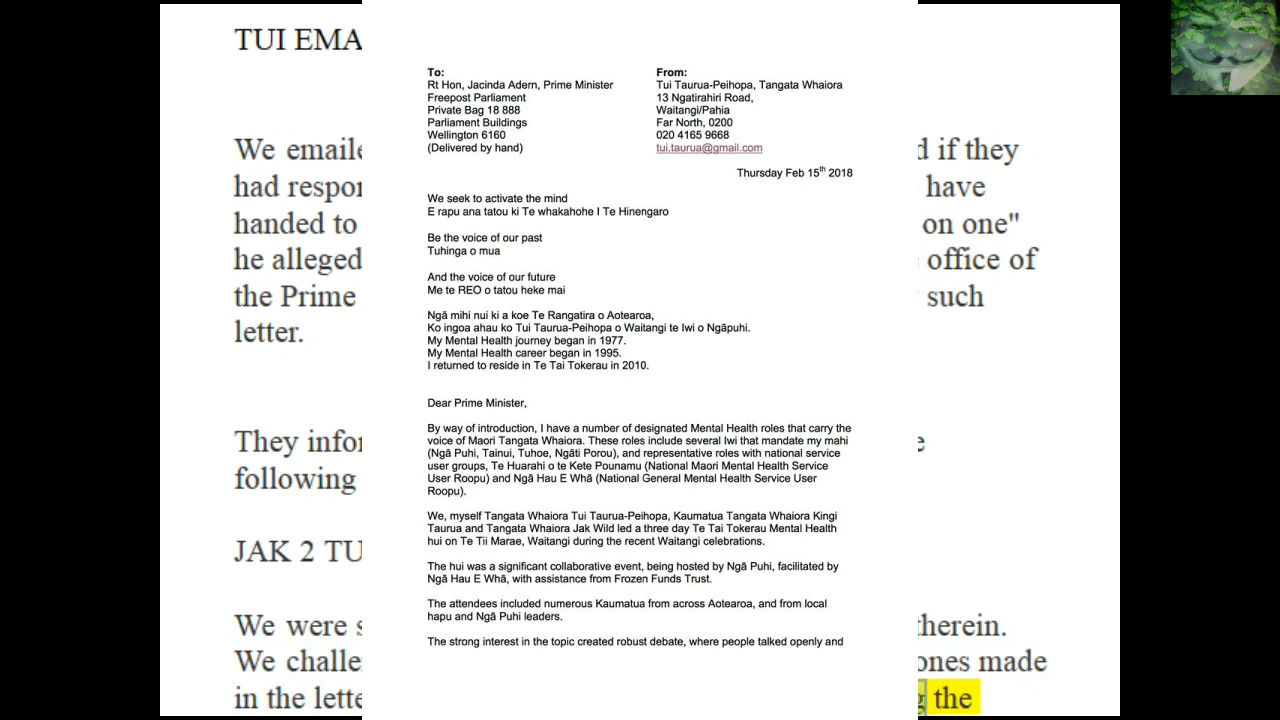 TUI EMA
We emaile
had respor
handed to
he alleged
the Prime
letter.
They infor
following
JAK 2 TU
We were s
We challe
in the lette
To:
Rt Hon, Jacinda Adern, Prime Minister
Freepost Parliament
Private Bag 18 888
Parliament Buildings
Wellington 6160
(Delivered by hand)
From:
Tui Taurua-Peihopa, Tangata Whaiora
13 Ngatirahiri Road,
Waitangi/Pahia
Far North, 0200
020 4165 9668
tui.taurua@gmail.com
Thursday Feb 15th 2018
We seek to activate the mind
E rapu ana tatou ki Te whakahohe I Te Hinengaro
Be the voice of our past
Tuhinga o mua
And the voice of our future
Me te REO o tatou heke mai
Ngā mihi nui ki a koe Te Rangatira o Aotearoa,
Ko ingoa ahau ko Tui Taurua-Peihopa o Waitangi te Iwi o Ngāpuhi.
My Mental Health journey began in 1977.
My Mental Health career began in 1995.
I returned to reside in Te Tai Tokerau in 2010.
Dear Prime Minister,
By way of introduction, I have a number of designated Mental Health roles that carry the
voice of Maori Tangata Whaiora. These roles include several Iwi that mandate my mahi
(Ngā Puhi, Tainui, Tuhoe, Ngāti Porou), and representative roles with national service
user groups, Te Huarahi o te Kete Pounamu (National Maori Mental Health Service
User Roopu) and Ngā Hau E Whā (National General Mental Health Service User
Roopu).
We, myself Tangata Whaiora Tui Taurua-Peihopa, Kaumatua Tangata Whaiora Kingi
Taurua and Tangata Whaiora Jak Wild led a three day Te Tai Tokerau Mental Health
hui on Te Tii Marae, Waitangi during the recent Waitangi celebrations.
The hui was a significant collaborative event, being hosted by Ngā Puhi, facilitated by
Ngā Hau E Whā, with assistance from Frozen Funds Trust.
The attendees included numerous Kaumatua from across Aotearoa, and from local
hapu and Ngā Puhi leaders.
The strong interest in the topic created robust debate, where people talked openly and
d if they
have
on one"
office of
such
e
therein.
ones made
g the